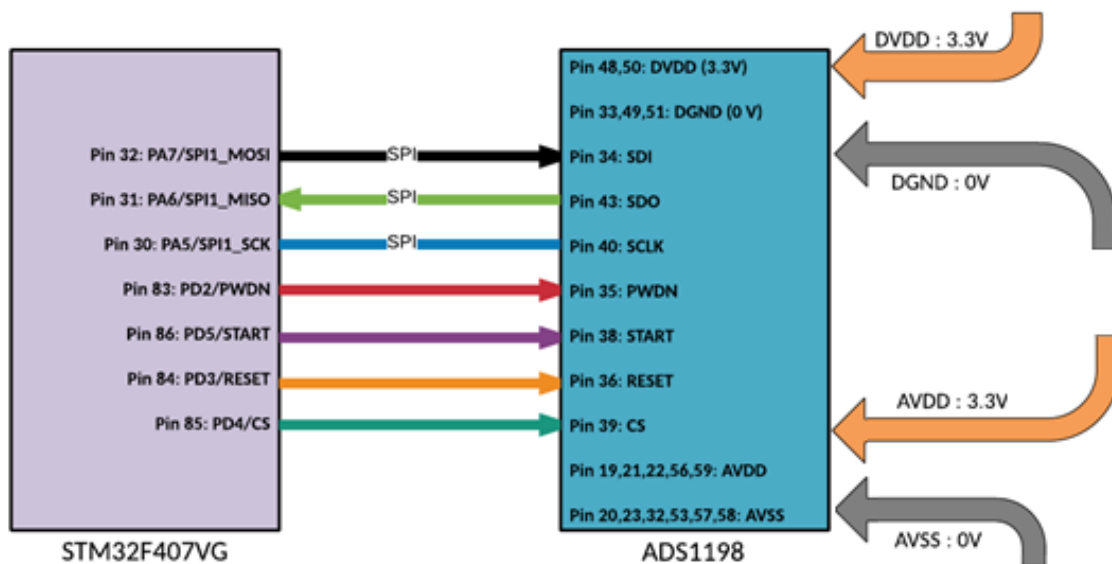 DVDD : 3.3V
Pin 48,50: DVDD (3.3V)
Pin 33,49,51: DGND (0 V)
Pin 32: PA7/SPI1_MOSI
SPI
Pin 34: SDI
DGND : 0V
Pin 31: PA6/SPI1_MISO
SPI
Pin 43: SDO
Pin 30: PA5/SPI1_SCK
SPI
Pin 40: SCLK
Pin 83: PD2/PWDN
Pin 35: PWDN
Pin 86: PD5/START
Pin 38: START
Pin 84: PD3/RESET
Pin 36: RESET
AVDD : 3.3V
Pin 85: PD4/CS
Pin 39: CS
Pin 19,21,22,56,59: AVDD
Pin 20,23,32,53,57,58: AVSS
AVSS : 0V
STM32F407VG
ADS1198